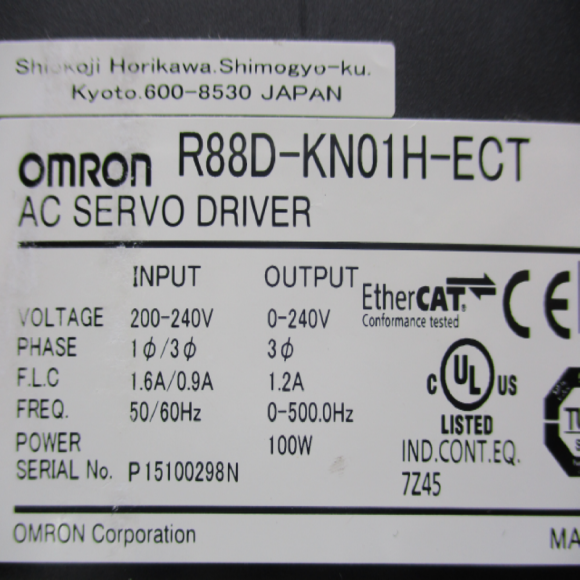 Shiokoji Horikawa.Shimogyo-ku.
Kyoto.600-8530 JAPAN
OMRON R88D-KN01H-ECT
AC SERVO DRIVER
INPUT OUTPUT
VOLTAGE 200-240V 0-240V
PHASE 1ϕ/3ϕ 3ϕ
F.L.C 1.6A/0.9A 1.2A
FREQ. 50/60Hz 0-500.0Hz
POWER 100W
SERIAL No. P15100298N
EtherCAT
Conformance tested
CE
C UL US
LISTED
IND.CONT.EQ.
7Z45
OMRON Corporation